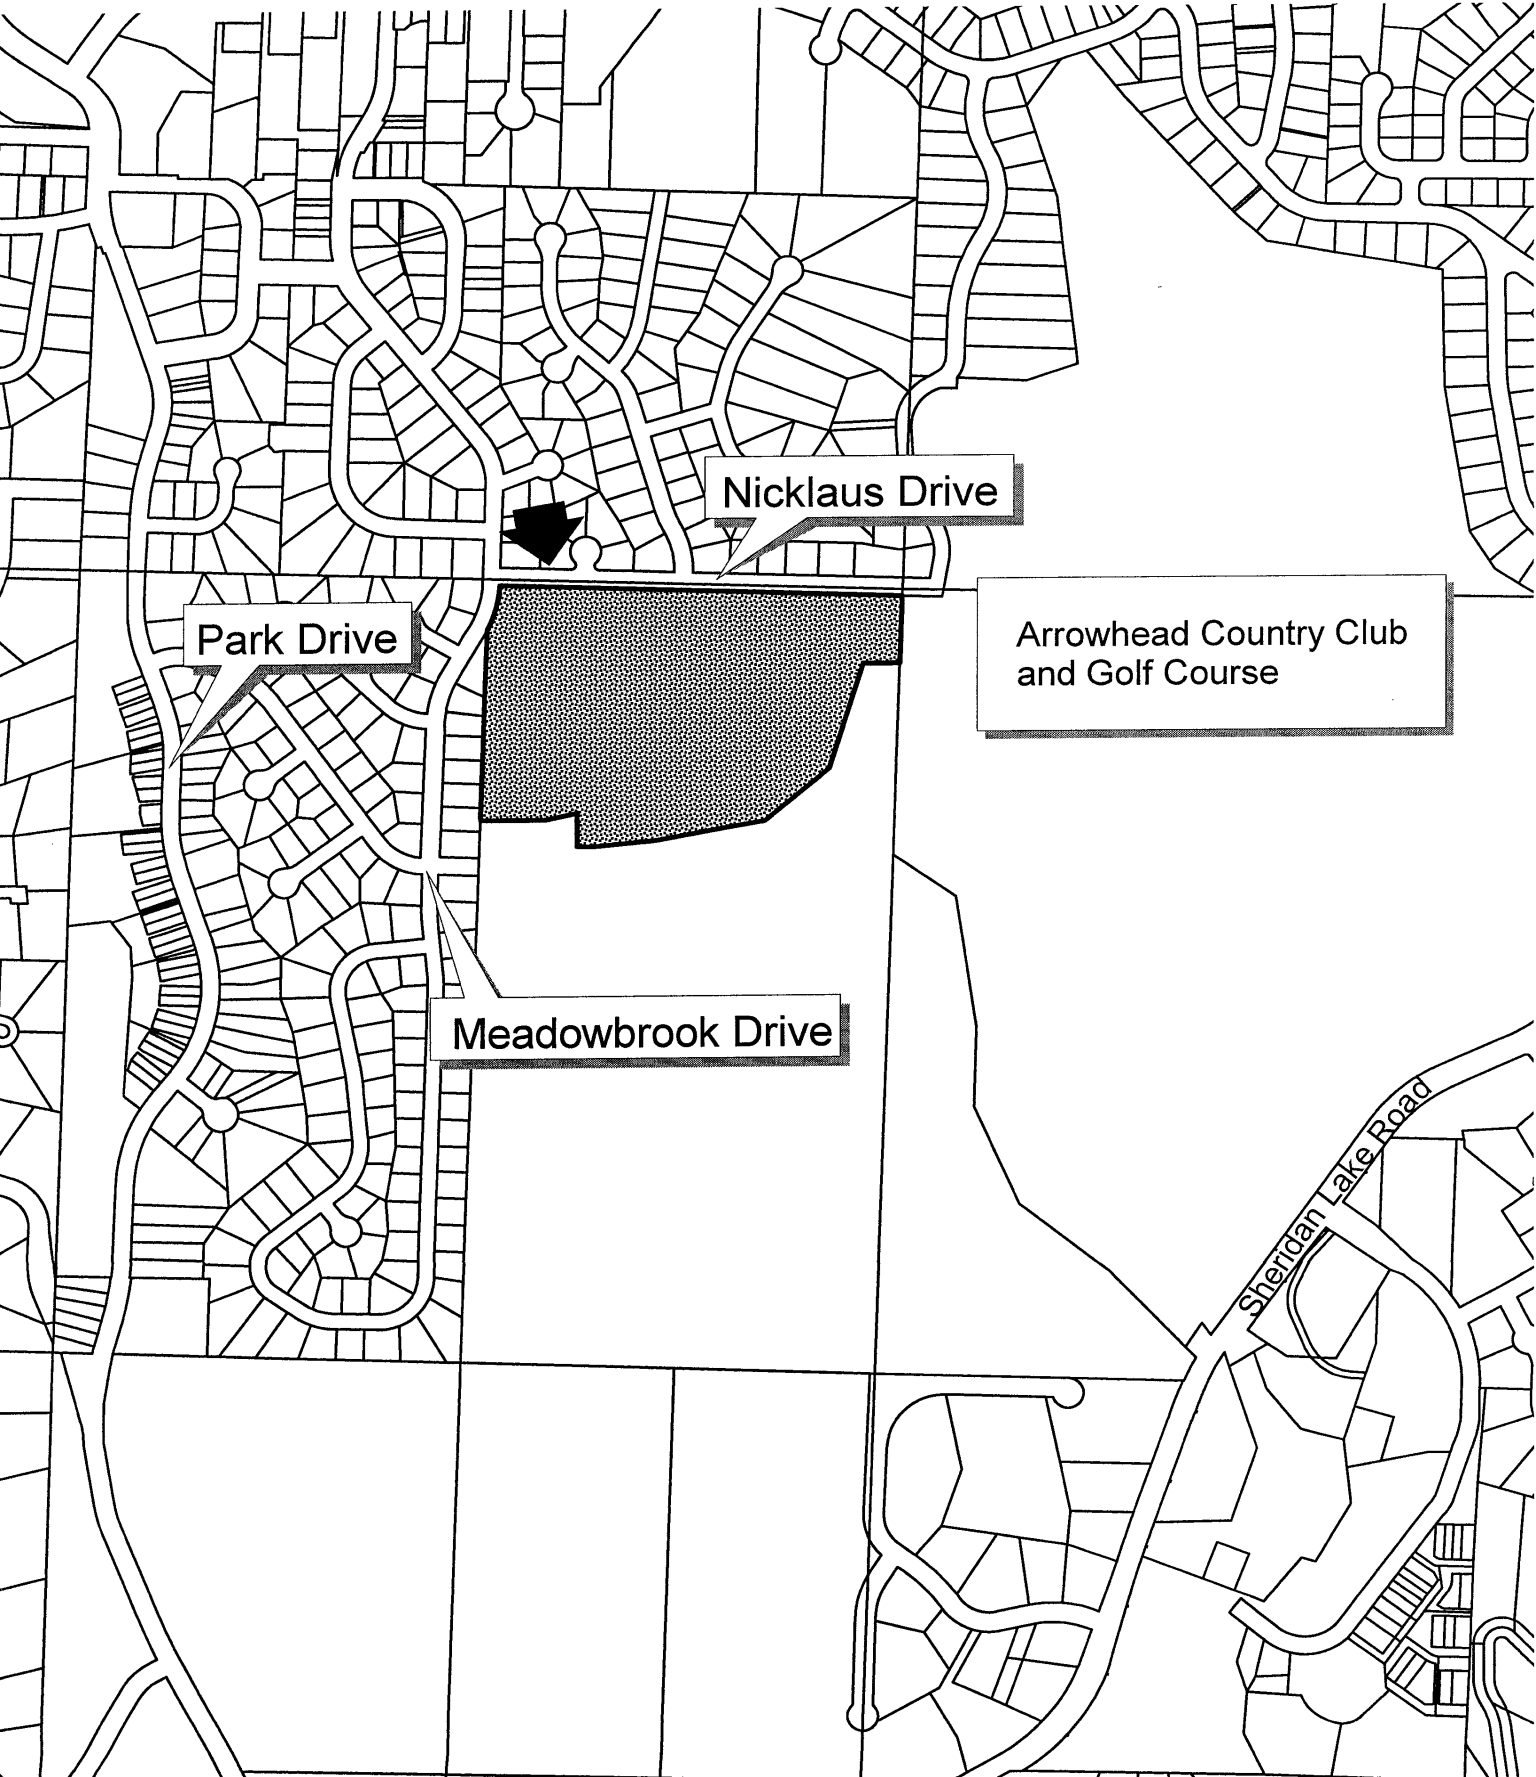 Nicklaus Drive
Park Drive
Arrowhead Country Club
and Golf Course
Meadowbrook Drive
Sheridan Lake Road